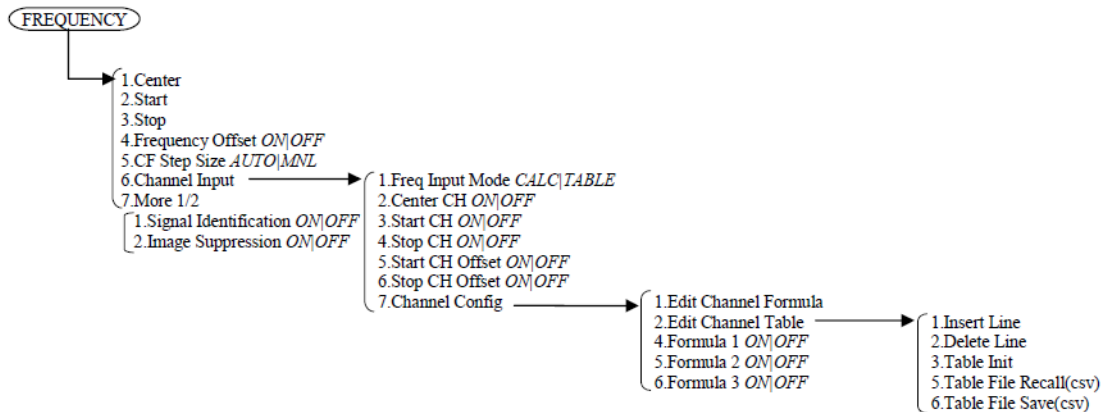 FREQUENCY
1.Center
2.Start
3.Stop
4.Frequency Offset ON|OFF
5.CF Step Size AUTO|MNL
6.Channel Input
7.More 1/2
1.Signal Identification ON|OFF
2.Image Suppression ON|OFF
1.Freq Input Mode CALC|TABLE
2.Center CH ON|OFF
3.Start CH ON|OFF
4.Stop CH ON|OFF
5.Start CH Offset ON|OFF
6.Stop CH Offset ON|OFF
7.Channel Config
1.Edit Channel Formula
2.Edit Channel Table
4.Formula 1 ON|OFF
5.Formula 2 ON|OFF
6.Formula 3 ON|OFF
1.Insert Line
2.Delete Line
3.Table Init
5.Table File Recall(csv)
6.Table File Save(csv)